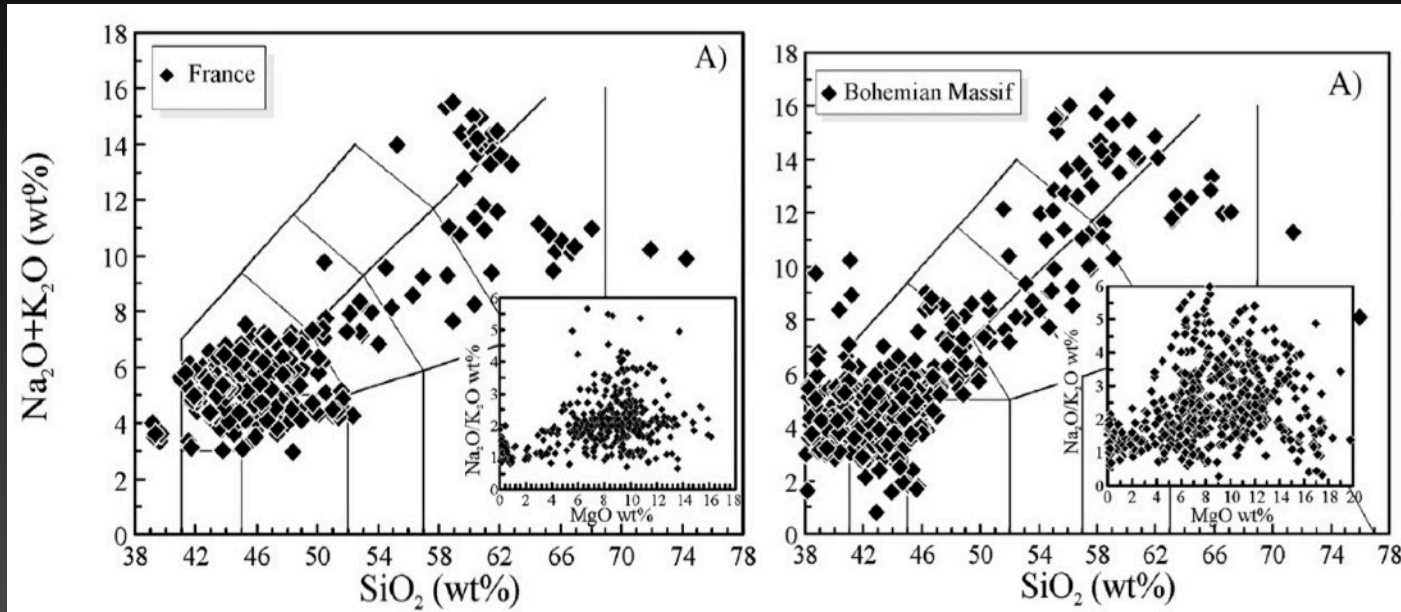 A)
France
Na₂O+K₂O (wt%)
18
16
14
12
10
8
6
4
2
0
38 42 46 50 54 58 62 66 70 74 78
SiO₂ (wt%)
Na₂O/K₂O wt%
6
5
4
3
2
1
0
0 2 4 6 8 10 12 14 16 18
MgO wt%
A)
Bohemian Massif
18
16
14
12
10
8
6
4
2
0
38 42 46 50 54 58 62 66 70 74 78
SiO₂ (wt%)
Na₂O/K₂O wt%
6
5
4
3
2
1
0
0 2 4 6 8 10 12 14 16 18 20
MgO wt%